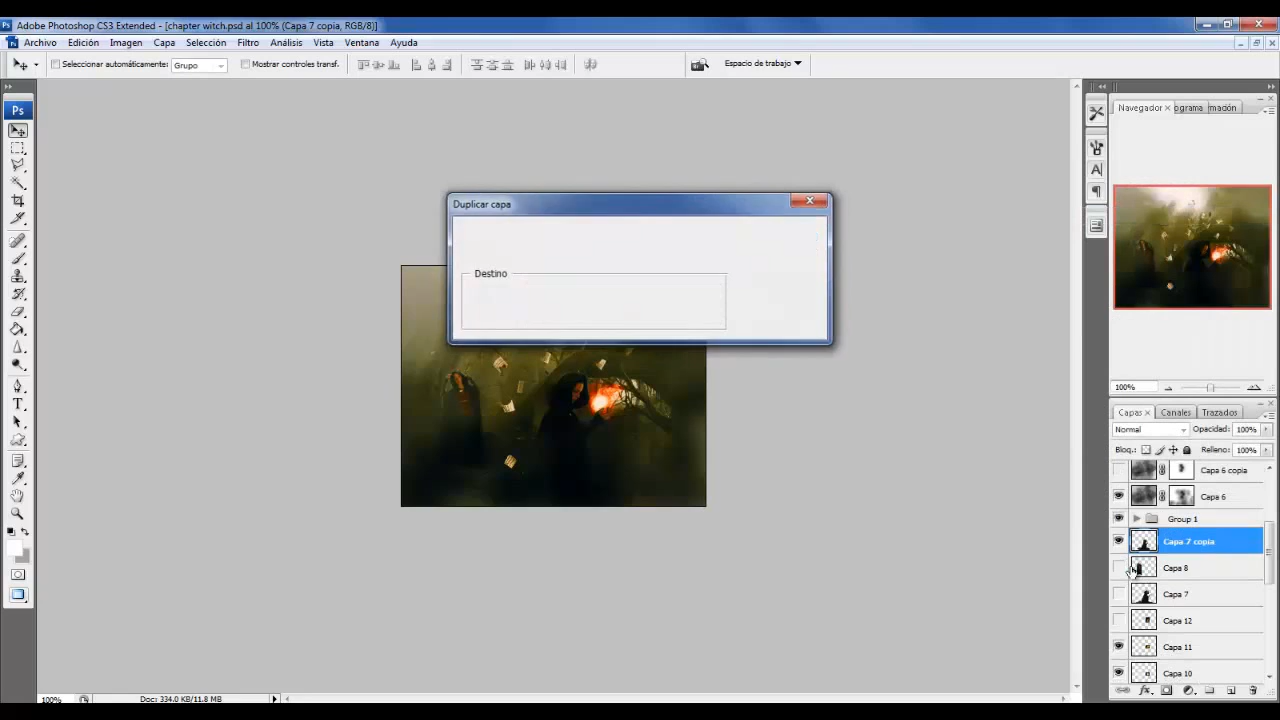 Ps Adobe Photoshop CS3 Extended - [chapter witch.psd al 100% (Capa 7 copia, RGB/8)]
Ps Archivo Edición Imagen Capa Selección Filtro Análisis Vista Ventana Ayuda
Seleccionar automáticamente: Grupo Mostrar controles transf. Espacio de trabajo
Navegador ograma mación
Ps
Duplicar capa
Destino
100%
Capas Canales Trazados
Normal Opacidad: 100%
Bloq.: Relleno: 100%
Capa 6 copia
Capa 6
Group 1
Capa 7 copia
Capa 8
Capa 7
Capa 12
Capa 11
Capa 10
100% Doc: 334.0 KB/11.8 MB